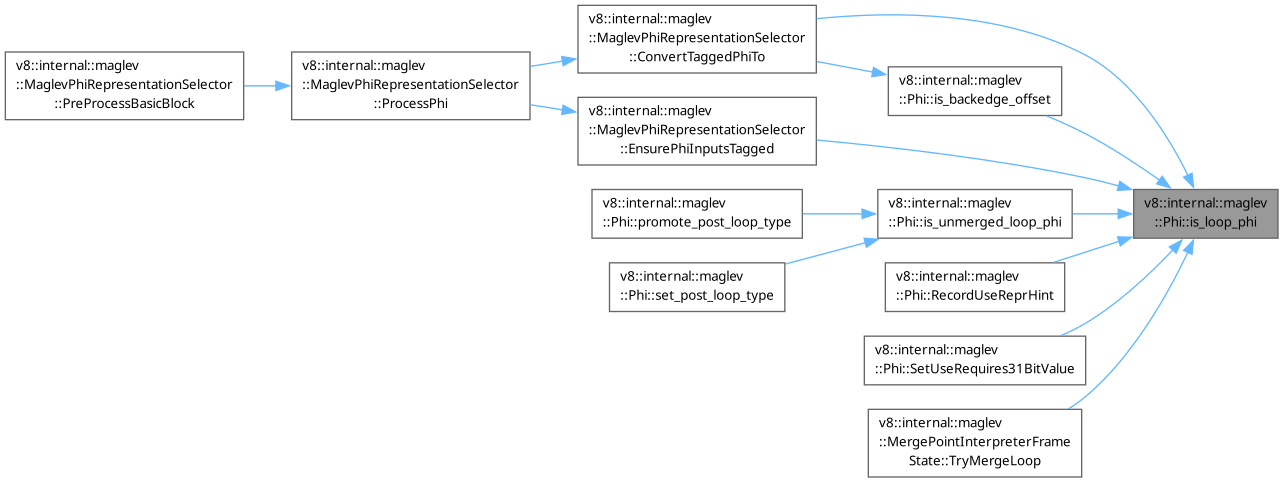 v8::internal::maglev
::MaglevPhiRepresentationSelector
::PreProcessBasicBlock
v8::internal::maglev
::MaglevPhiRepresentationSelector
::ProcessPhi
v8::internal::maglev
::MaglevPhiRepresentationSelector
::ConvertTaggedPhiTo
v8::internal::maglev
::MaglevPhiRepresentationSelector
::EnsurePhiInputsTagged
v8::internal::maglev
::Phi::promote_post_loop_type
v8::internal::maglev
::Phi::set_post_loop_type
v8::internal::maglev
::Phi::is_backedge_offset
v8::internal::maglev
::Phi::is_unmerged_loop_phi
v8::internal::maglev
::Phi::RecordUseReprHint
v8::internal::maglev
::Phi::SetUseRequires31BitValue
v8::internal::maglev
::MergePointInterpreterFrame
State::TryMergeLoop
v8::internal::maglev
::Phi::is_loop_phi